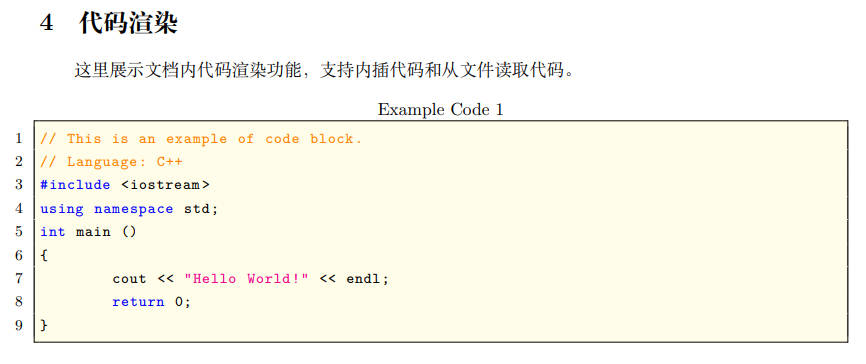 4 代码渲染
这里展示文档内代码渲染功能，支持内插代码和从文件读取代码。
Example Code 1
1 // This is an example of code block.
2 // Language: C++
3 #include <iostream>
4 using namespace std;
5 int main ()
6 {
7         cout << "Hello World!" << endl;
8         return 0;
9 }